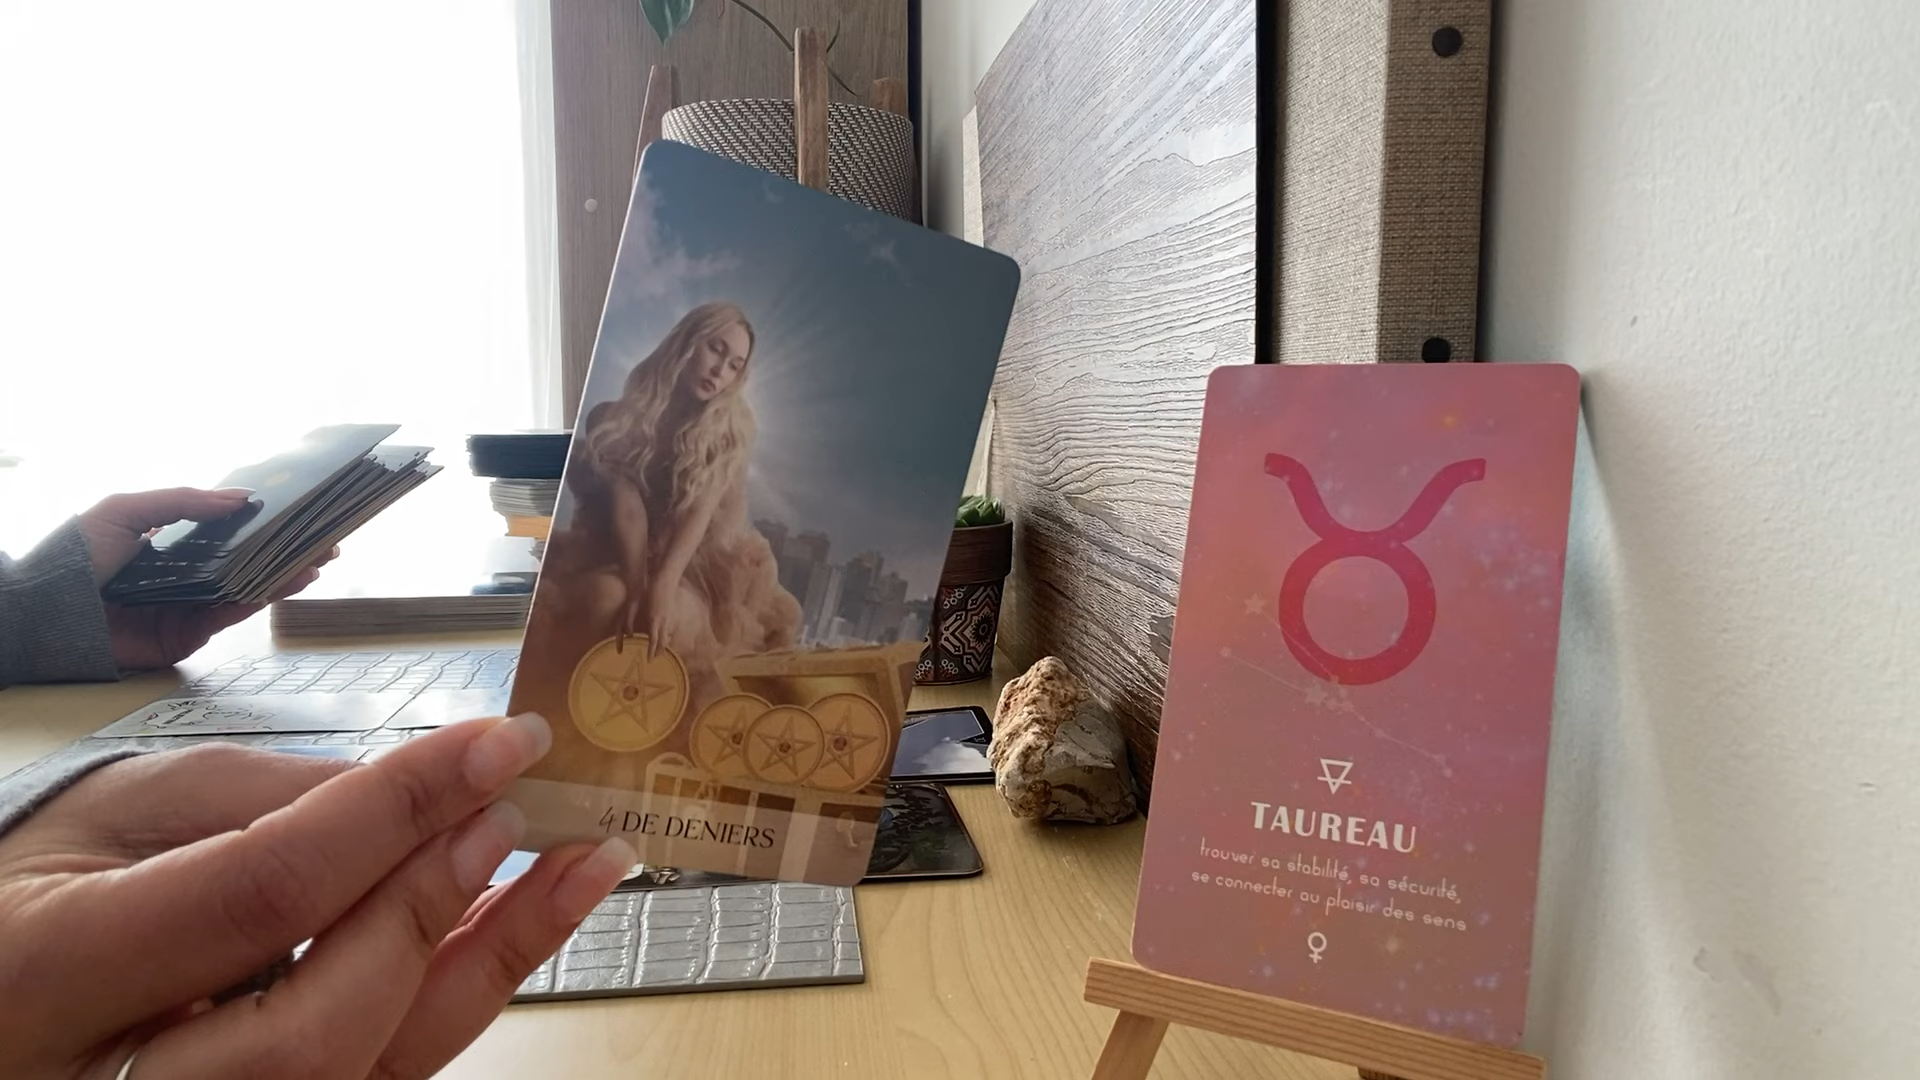 4 DE DENIERS
TAUREAU
trouver sa stabilité, sa sécurité,
se connecter au plaisir des sens